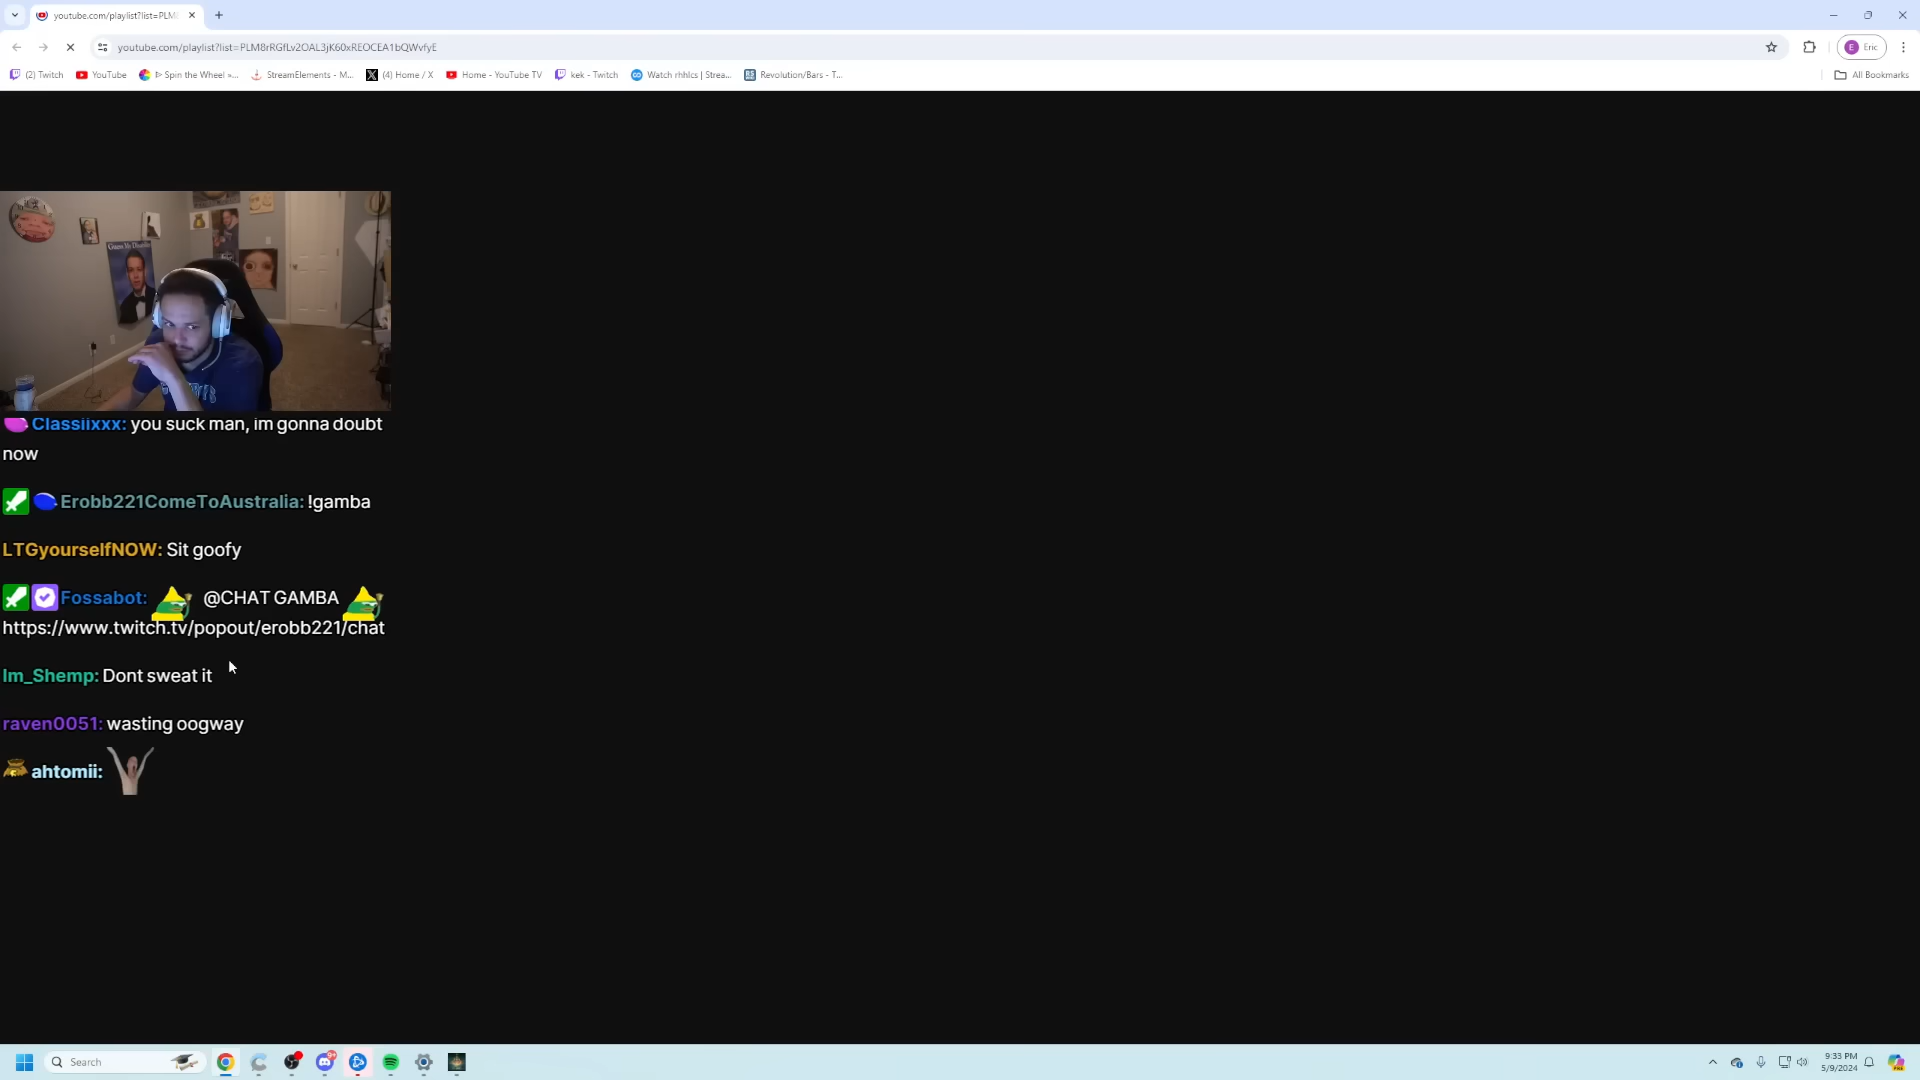 youtube.com/playlist?list=PLM8
youtube.com/playlist?list=PLM8rRGfLv2OAL3jK60xREOCEA1bQWvfyE
E Eric
(2) Twitch
YouTube
Spin the Wheel »...
StreamElements - M...
(4) Home / X
Home - YouTube TV
kek - Twitch
Watch rhhlcs | Strea...
Revolution/Bars - T...
All Bookmarks
Classiixxx: you suck man, im gonna doubt
now
Erobb221ComeToAustralia: !gamba
LTGyourselfNOW: Sit goofy
Fossabot: @CHAT GAMBA
https://www.twitch.tv/popout/erobb221/chat
Im_Shemp: Dont sweat it
raven0051: wasting oogway
ahtomii:
Search
9:33 PM
5/9/2024